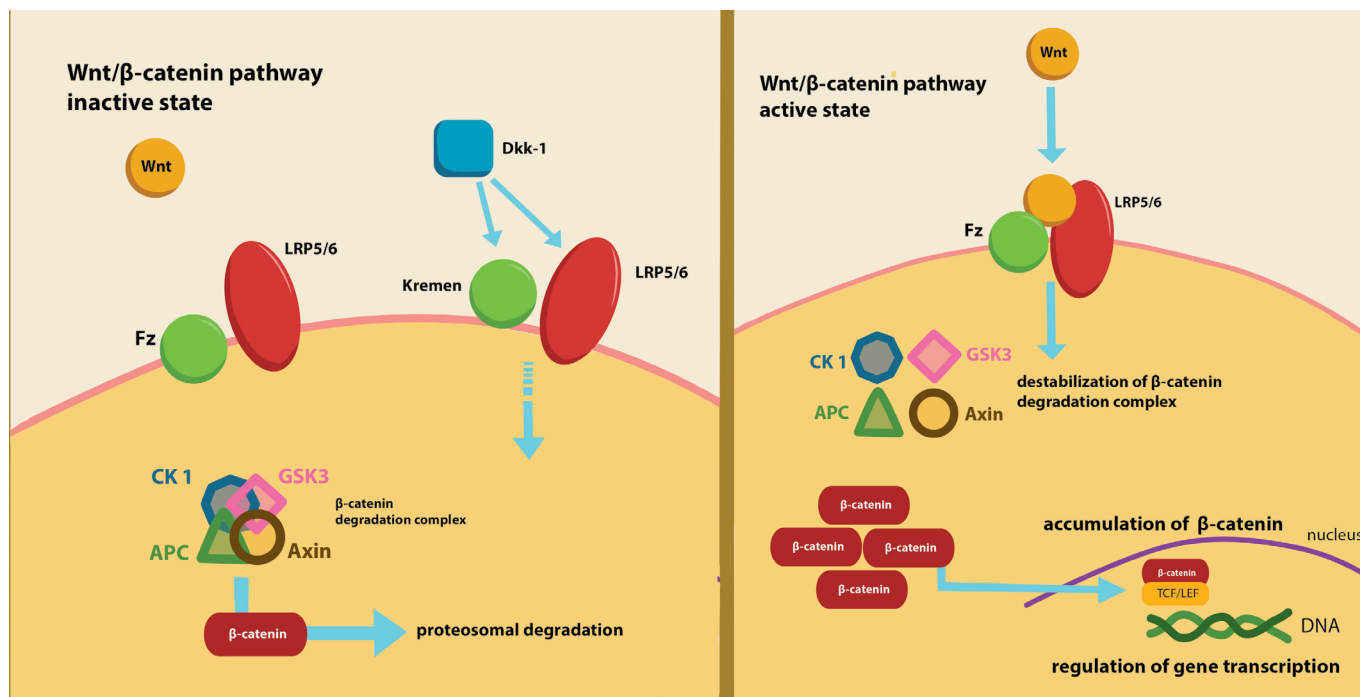 Wnt/β-catenin pathway
inactive state
Wnt
Dkk-1
LRP5/6
LRP5/6
Kremen
Fz
CK 1
GSK3
β-catenin
degradation complex
APC
Axin
β-catenin
proteosomal degradation
Wnt
Wnt/β-catenin pathway
active state
LRP5/6
Fz
CK 1
GSK3
destabilization of β-catenin
degradation complex
APC
Axin
β-catenin
β-catenin
β-catenin
β-catenin
accumulation of β-catenin
nucleus
β-catenin
TCF/LEF
DNA
regulation of gene transcription